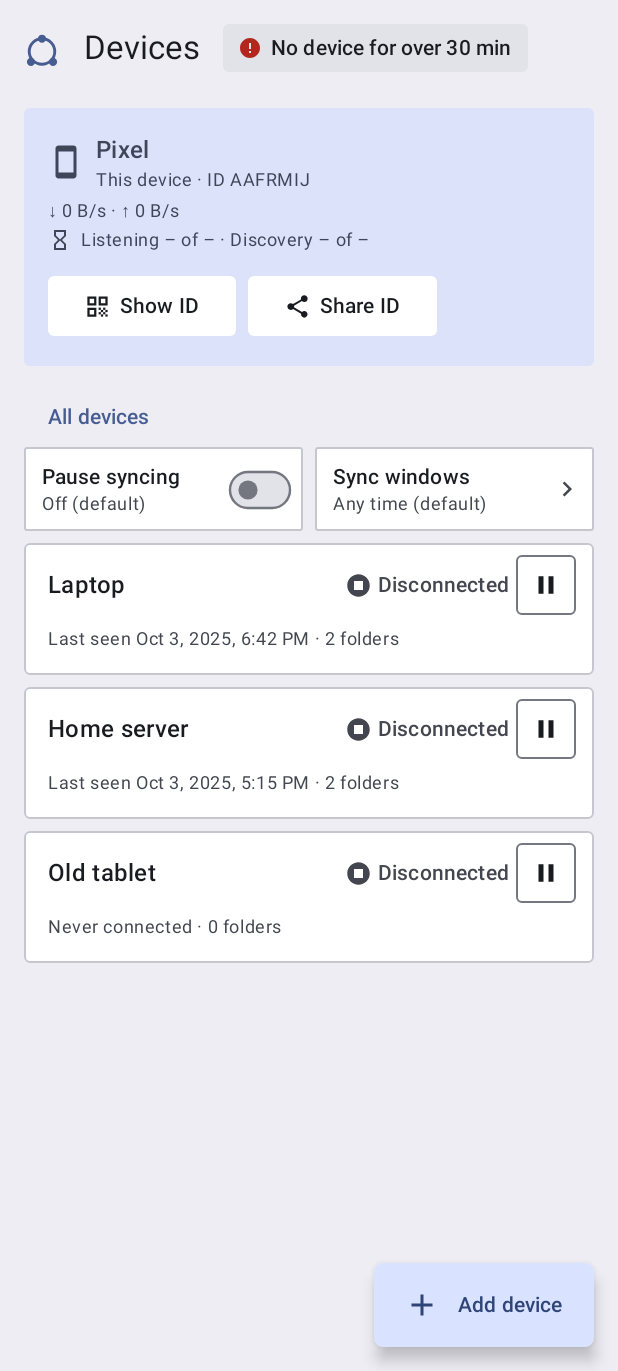 Devices
No device for over 30 min
Pixel
This device · ID AAFRMIJ
↓ 0 B/s · ↑ 0 B/s
Listening – of – · Discovery – of –
Show ID
Share ID
All devices
Pause syncing
Off (default)
Sync windows
Any time (default)
Laptop
Disconnected
Last seen Oct 3, 2025, 6:42 PM · 2 folders
Home server
Disconnected
Last seen Oct 3, 2025, 5:15 PM · 2 folders
Old tablet
Disconnected
Never connected · 0 folders
Add device